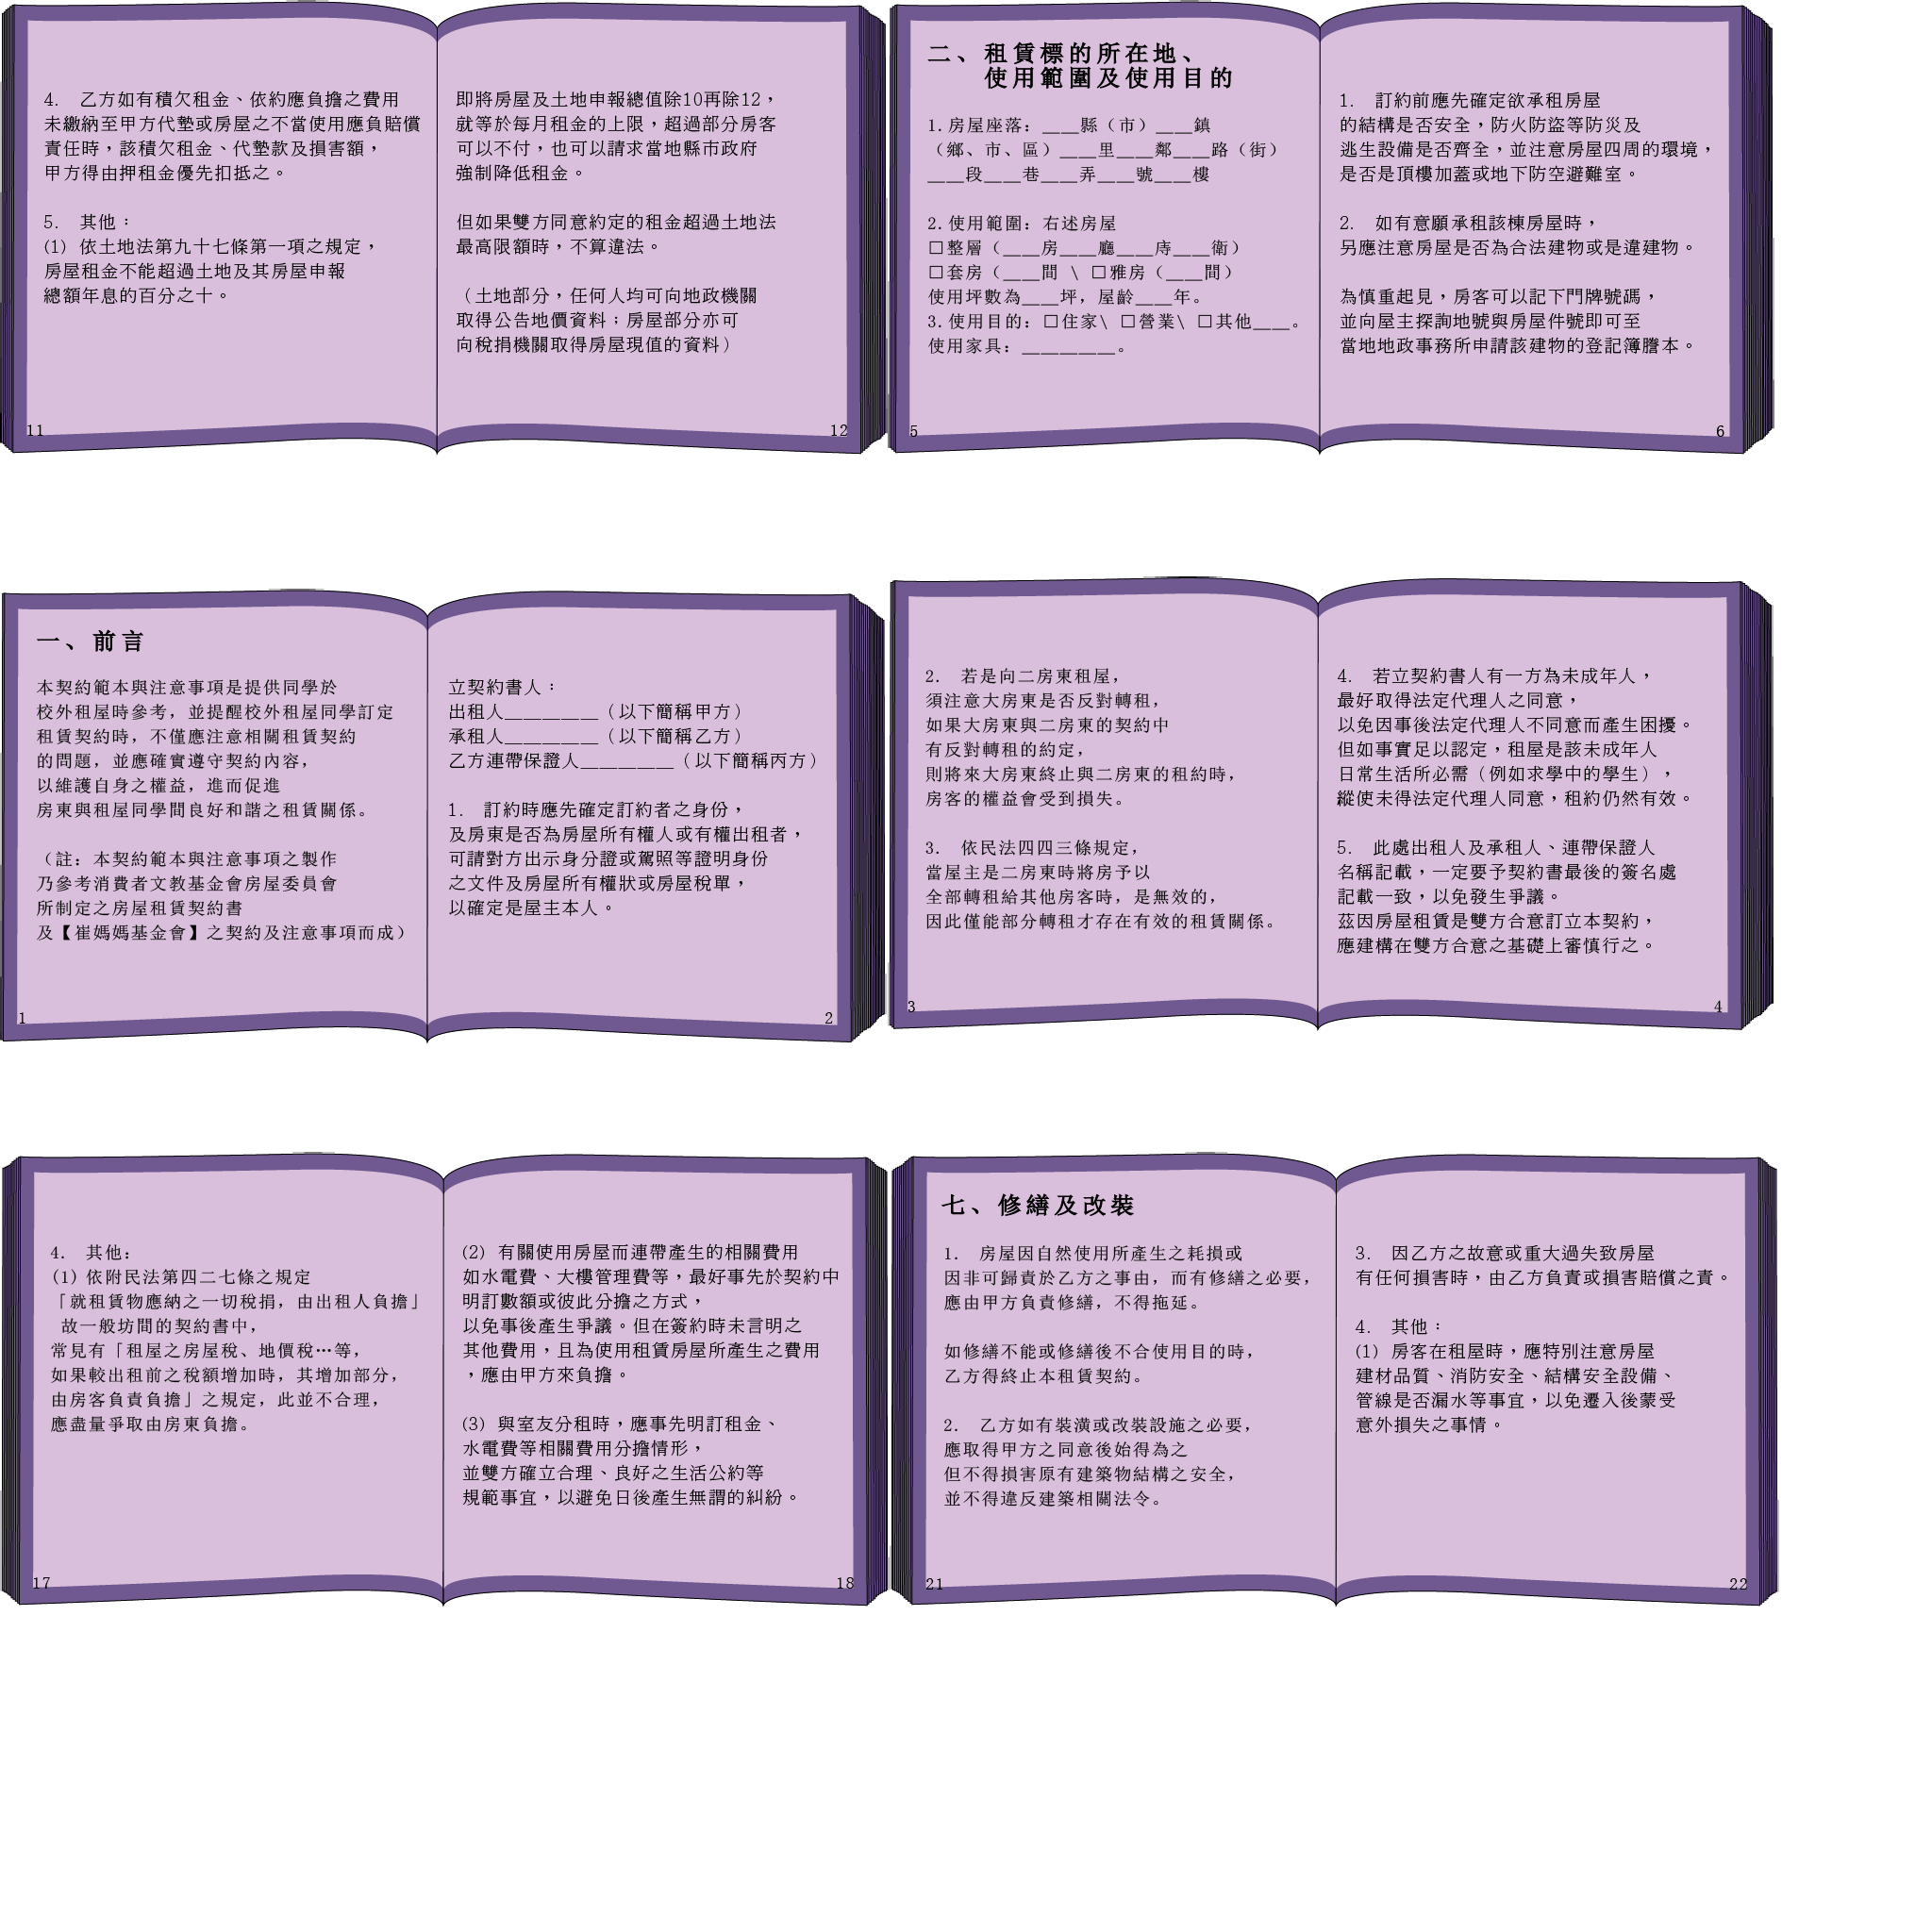 4. 乙方如有積欠租金、依約應負擔之費用
未繳納至甲方代墊或房屋之不當使用應負賠償
責任時，該積欠租金、代墊款及損害額，
甲方得由押租金優先扣抵之。
5. 其他：
(1) 依土地法第九十七條第一項之規定，
房屋租金不能超過土地及其房屋申報
總額年息的百分之十。
11
即將房屋及土地申報總值除10再除12，
就等於每月租金的上限，超過部分房客
可以不付，也可以請求當地縣市政府
強制降低租金。
但如果雙方同意約定的租金超過土地法
最高限額時，不算違法。
（土地部分，任何人均可向地政機關
取得公告地價資料；房屋部分亦可
向稅捐機關取得房屋現值的資料）
12
二、租賃標的所在地、
使用範圍及使用目的
1. 房屋座落：____縣（市）____鎮
（鄉、市、區）____里____鄰____路（街）
____段____巷____弄____號____樓
2. 使用範圍：右述房屋
□整層（____房____廳____庤____衛）
□套房（____間 \ □雅房（____間）
使用坪數為____坪，屋齡____年。
3. 使用目的：□住家\ □營業\ □其他____。
使用家具：__________。
5
1. 訂約前應先確定欲承租房屋
的結構是否安全，防火防盜等防災及
逃生設備是否齊全，並注意房屋四周的環境，
是否是頂樓加蓋或地下防空避難室。
2. 如有意願承租該棟房屋時，
另應注意房屋是否為合法建物或是違建物。
為慎重起見，房客可以記下門牌號碼，
並向屋主探詢地號與房屋件號即可至
當地地政事務所申請該建物的登記簿謄本。
6
一、前言
本契約範本與注意事項是提供同學於
校外租屋時參考，並提醒校外租屋同學訂定
租賃契約時，不僅應注意相關租賃契約
的問題，並應確實遵守契約內容，
以維護自身之權益，進而促進
房東與租屋同學間良好和諧之租賃關係。
（註：本契約範本與注意事項之製作
乃參考消費者文教基金會房屋委員會
所制定之房屋租賃契約書
及【崔媽媽基金會】之契約及注意事項而成）
1
立契約書人：
出租人__________（以下簡稱甲方）
承租人__________（以下簡稱乙方）
乙方連帶保證人__________（以下簡稱丙方）
1. 訂約時應先確定訂約者之身份，
及房東是否為房屋所有權人或有權出租者，
可請對方出示身分證或駕照等證明身份
之文件及房屋所有權狀或房屋稅單，
以確定是屋主本人。
2
2. 若是向二房東租屋，
須注意大房東是否反對轉租，
如果大房東與二房東的契約中
有反對轉租的約定，
則將來大房東終止與二房東的租約時，
房客的權益會受到損失。
3. 依民法四四三條規定，
當屋主是二房東時將房予以
全部轉租給其他房客時，是無效的，
因此僅能部分轉租才存在有效的租賃關係。
3
4. 若立契約書人有一方為未成年人，
最好取得法定代理人之同意，
以免因事後法定代理人不同意而產生困擾。
但如事實足以認定，租屋是該未成年人
日常生活所必需（例如求學中的學生），
縱使未得法定代理人同意，租約仍然有效。
5. 此處出租人及承租人、連帶保證人
名稱記載，一定要予契約書最後的簽名處
記載一致，以免發生爭議。
茲因房屋租賃是雙方合意訂立本契約，
應建構在雙方合意之基礎上審慎行之。
4
4. 其他：
(1) 依附民法第四二七條之規定
「就租賃物應納之一切稅捐，由出租人負擔」
故一般坊間的契約書中，
常見有「租屋之房屋稅、地價稅…等，
如果較出租前之稅額增加時，其增加部分，
由房客負責負擔」之規定，此並不合理，
應盡量爭取由房東負擔。
17
(2) 有關使用房屋而連帶產生的相關費用
如水電費、大樓管理費等，最好事先於契約中
明訂數額或彼此分擔之方式，
以免事後產生爭議。但在簽約時未言明之
其他費用，且為使用租賃房屋所產生之費用
，應由甲方來負擔。
(3) 與室友分租時，應事先明訂租金、
水電費等相關費用分擔情形，
並雙方確立合理、良好之生活公約等
規範事宜，以避免日後產生無謂的糾紛。
18
七、修繕及改裝
1. 房屋因自然使用所產生之耗損或
因非可歸責於乙方之事由，而有修繕之必要，
應由甲方負責修繕，不得拖延。
如修繕不能或修繕後不合使用目的時，
乙方得終止本租賃契約。
2. 乙方如有裝潢或改裝設施之必要，
應取得甲方之同意後始得為之
但不得損害原有建築物結構之安全，
並不得違反建築相關法令。
21
3. 因乙方之故意或重大過失致房屋
有任何損害時，由乙方負責或損害賠償之責。
4. 其他：
(1) 房客在租屋時，應特別注意房屋
建材品質、消防安全、結構安全設備、
管線是否漏水等事宜，以免遷入後蒙受
意外損失之事情。
22